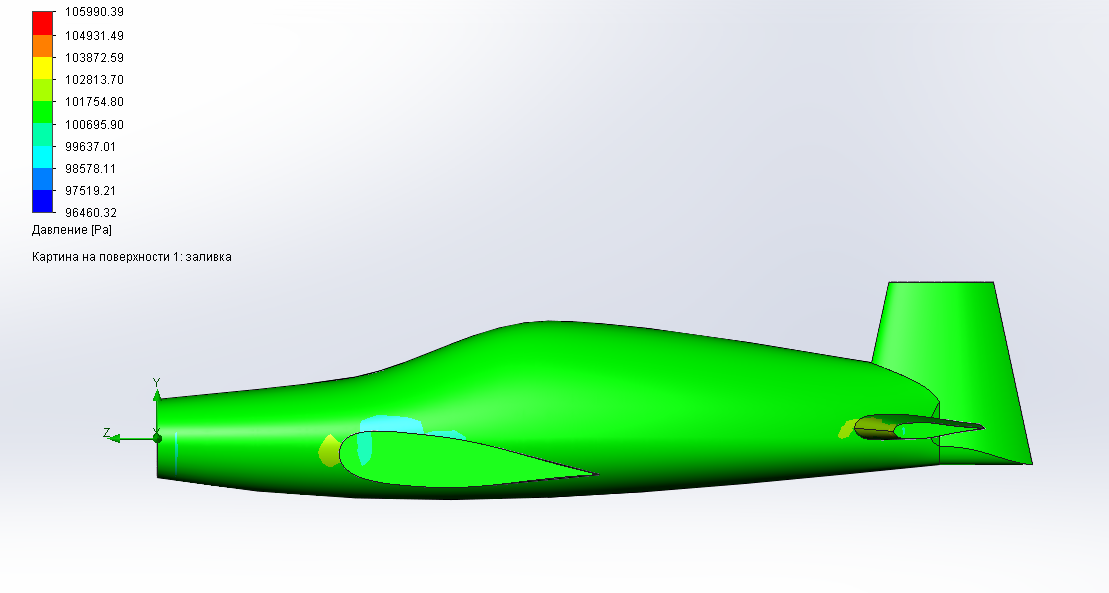 105990.39
104931.49
103872.59
102813.70
101754.80
100695.90
99637.01
98578.11
97519.21
96460.32
Давление [Pa]
Картина на поверхности 1: заливка
Y
Z